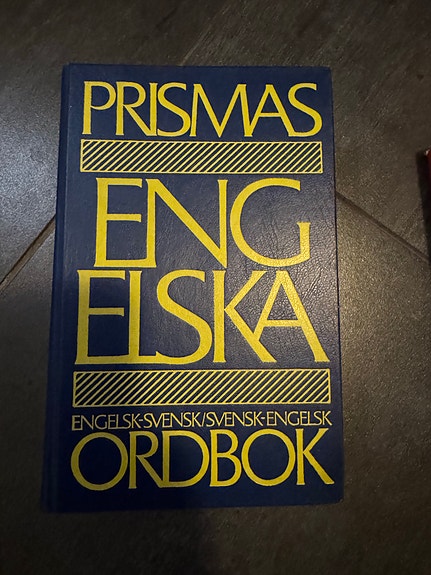 PRISMAS
ENG
ELSKA
ENGELSK-SVENSK/SVENSK-ENGELSK
ORDBOK